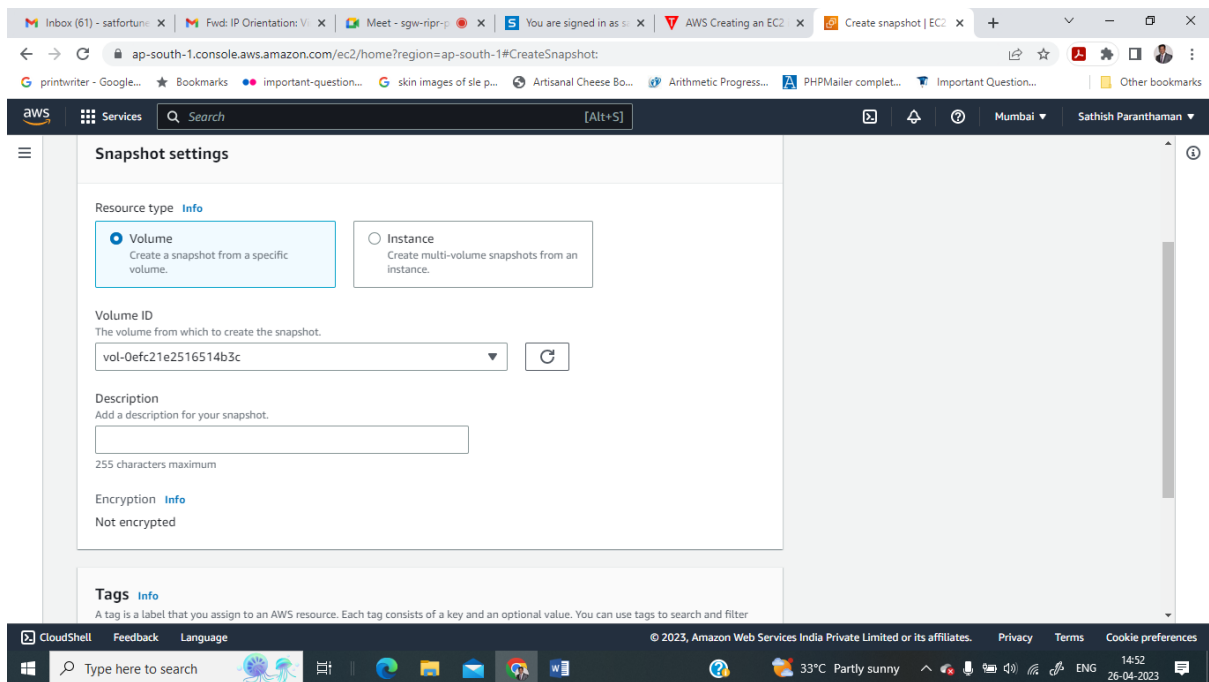 Inbox (61) - satfortune
Fwd: IP Orientation: V
Meet - sgw-ripr-p
S You are signed in as s
AWS Creating an EC2
Create snapshot | EC2
ap-south-1.console.aws.amazon.com/ec2/home?region=ap-south-1#CreateSnapshot:
printwriter - Google...
Bookmarks
important-question...
skin images of sle p...
Artisanal Cheese Bo...
Arithmetic Progress...
PHPMailer complet...
Important Question...
Other bookmarks
aws
Services
Search
[Alt+S]
Mumbai
Sathish Paranthaman
Snapshot settings
Resource type Info
Volume
Create a snapshot from a specific
volume.
Instance
Create multi-volume snapshots from an
instance.
Volume ID
The volume from which to create the snapshot.
vol-0efc21e2516514b3c
Description
Add a description for your snapshot.
255 characters maximum
Encryption Info
Not encrypted
Tags Info
A tag is a label that you assign to an AWS resource. Each tag consists of a key and an optional value. You can use tags to search and filter
CloudShell
Feedback
Language
© 2023, Amazon Web Services India Private Limited or its affiliates.
Privacy
Terms
Cookie preferences
Type here to search
33°C Partly sunny
ENG
14:52
26-04-2023